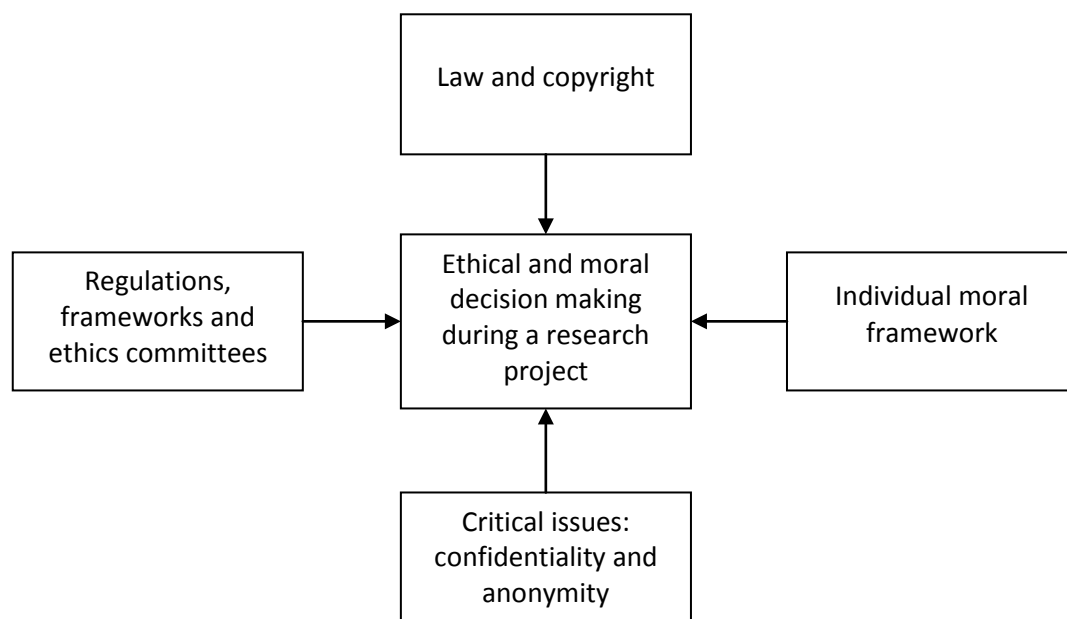 Law and copyright
Regulations,
frameworks and
ethics committees
Ethical and moral
decision making
during a research
project
Individual moral
framework
Critical issues:
confidentiality and
anonymity